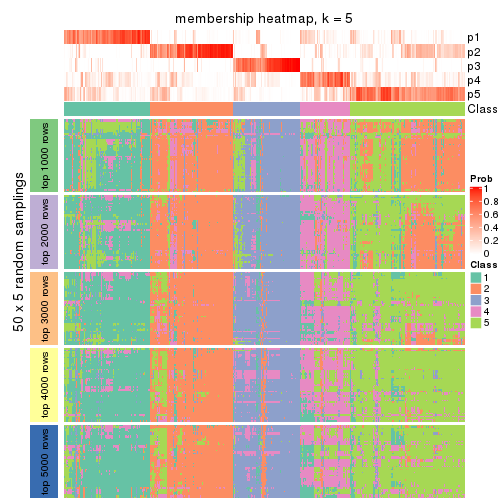 membership heatmap, k = 5
p1
p2
p3
p4
p5
Class
50 x 5 random samplings
top 1000 rows
top 2000 rows
top 3000 rows
top 4000 rows
top 5000 rows
Prob
1
0.8
0.6
0.4
0.2
0
Class
1
2
3
4
5